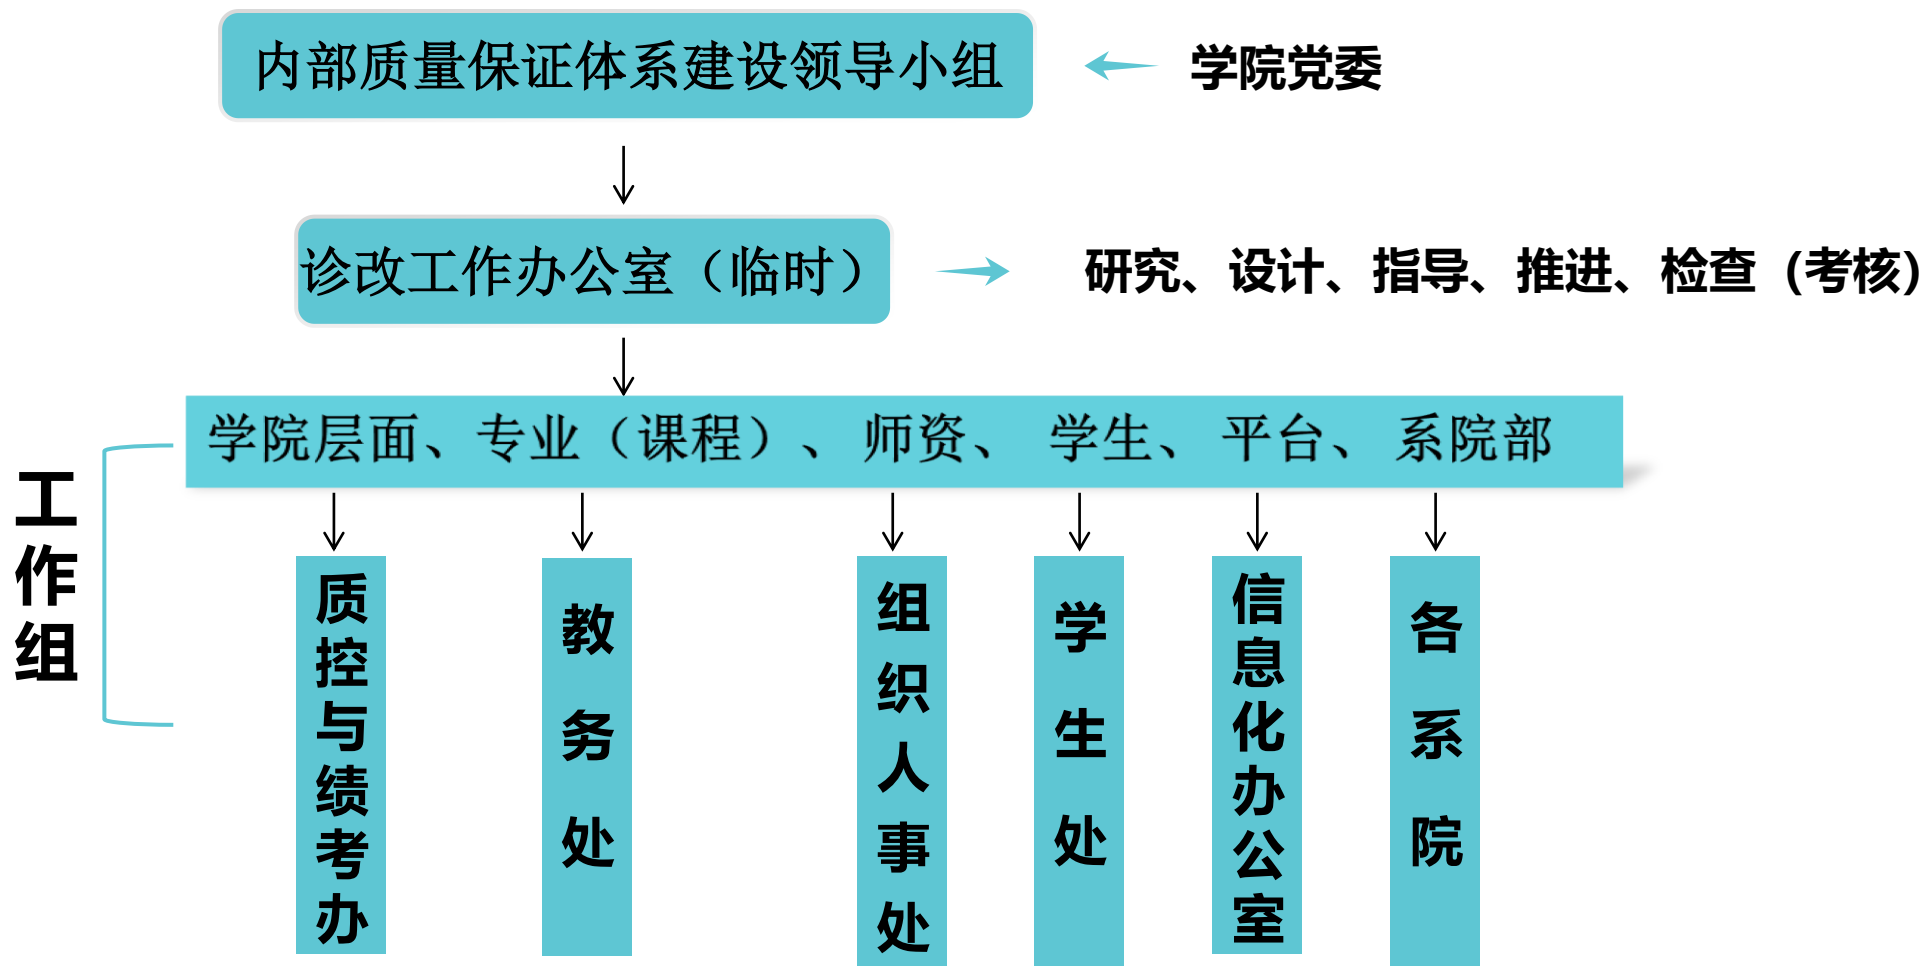 内部质量保证体系建设领导小组
学院党委
诊改工作办公室（临时）
研究、设计、指导、推进、检查（考核）
学院层面、专业（课程）、师资、学生、平台、系院部
工作组
质控与绩考办
教务处
组织人事处
学生处
信息化办公室
各系院